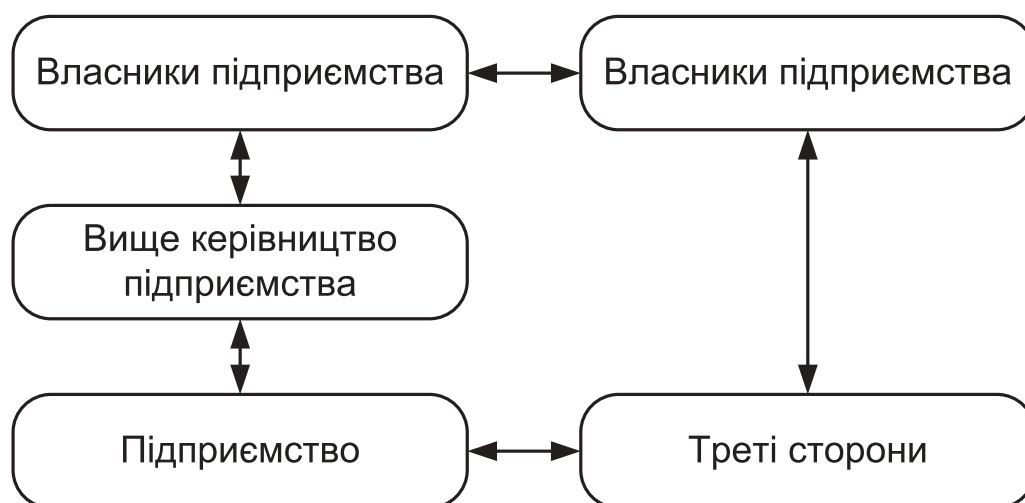 Власники підприємства
Власники підприємства
Вище керівництво
підприємства
Підприємство
Треті сторони